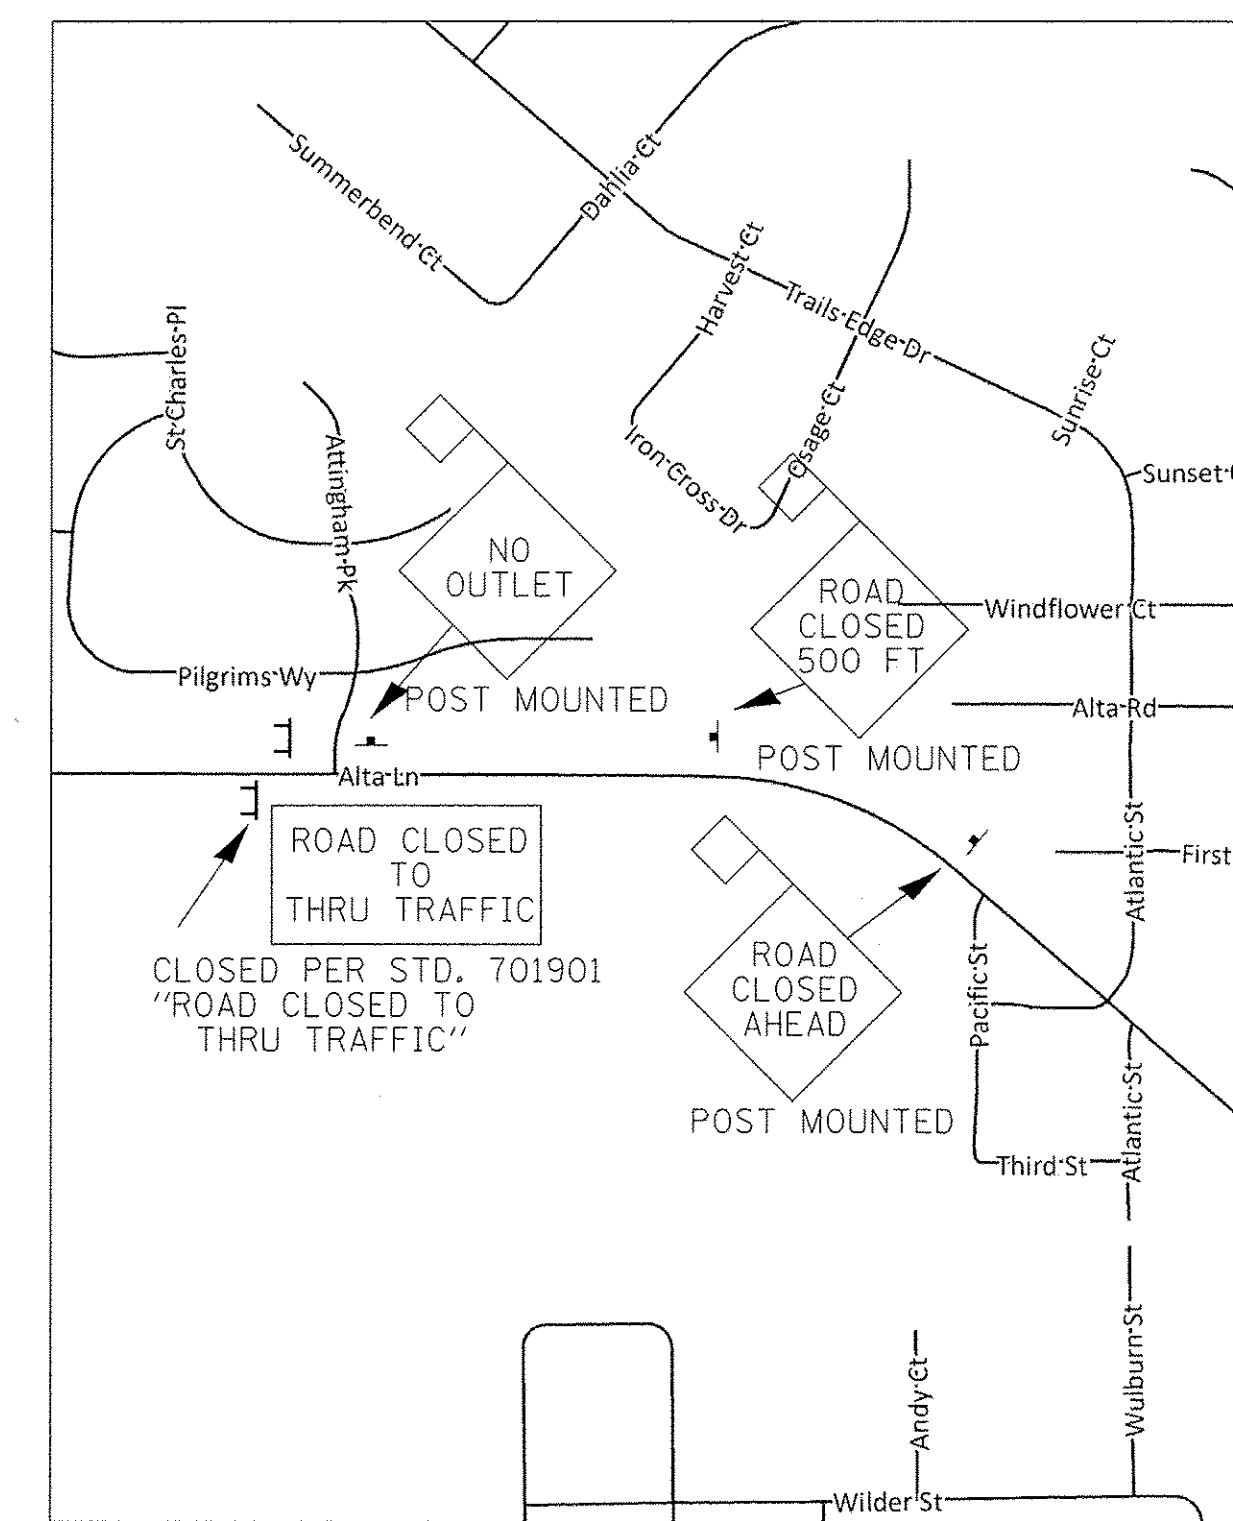 Summerbend Ct
Dahlia Ct
Harvest Ct
Trails Edge Dr
Sunrise Ct
St Charles Pl
Attingham Pk
Iron Cross Dr
Osage Ct
Sunset
NO
OUTLET
ROAD
CLOSED
500 FT
Windflower Ct
Pilgrims Wy
POST MOUNTED
Alta Rd
POST MOUNTED
Alta Ln
Atlantic St
First
ROAD CLOSED
TO
THRU TRAFFIC
CLOSED PER STD. 701901
"ROAD CLOSED TO
THRU TRAFFIC"
ROAD
CLOSED
AHEAD
Pacific St
POST MOUNTED
Atlantic St
Third St
Wulburn St
Andy Ct
Wilder St